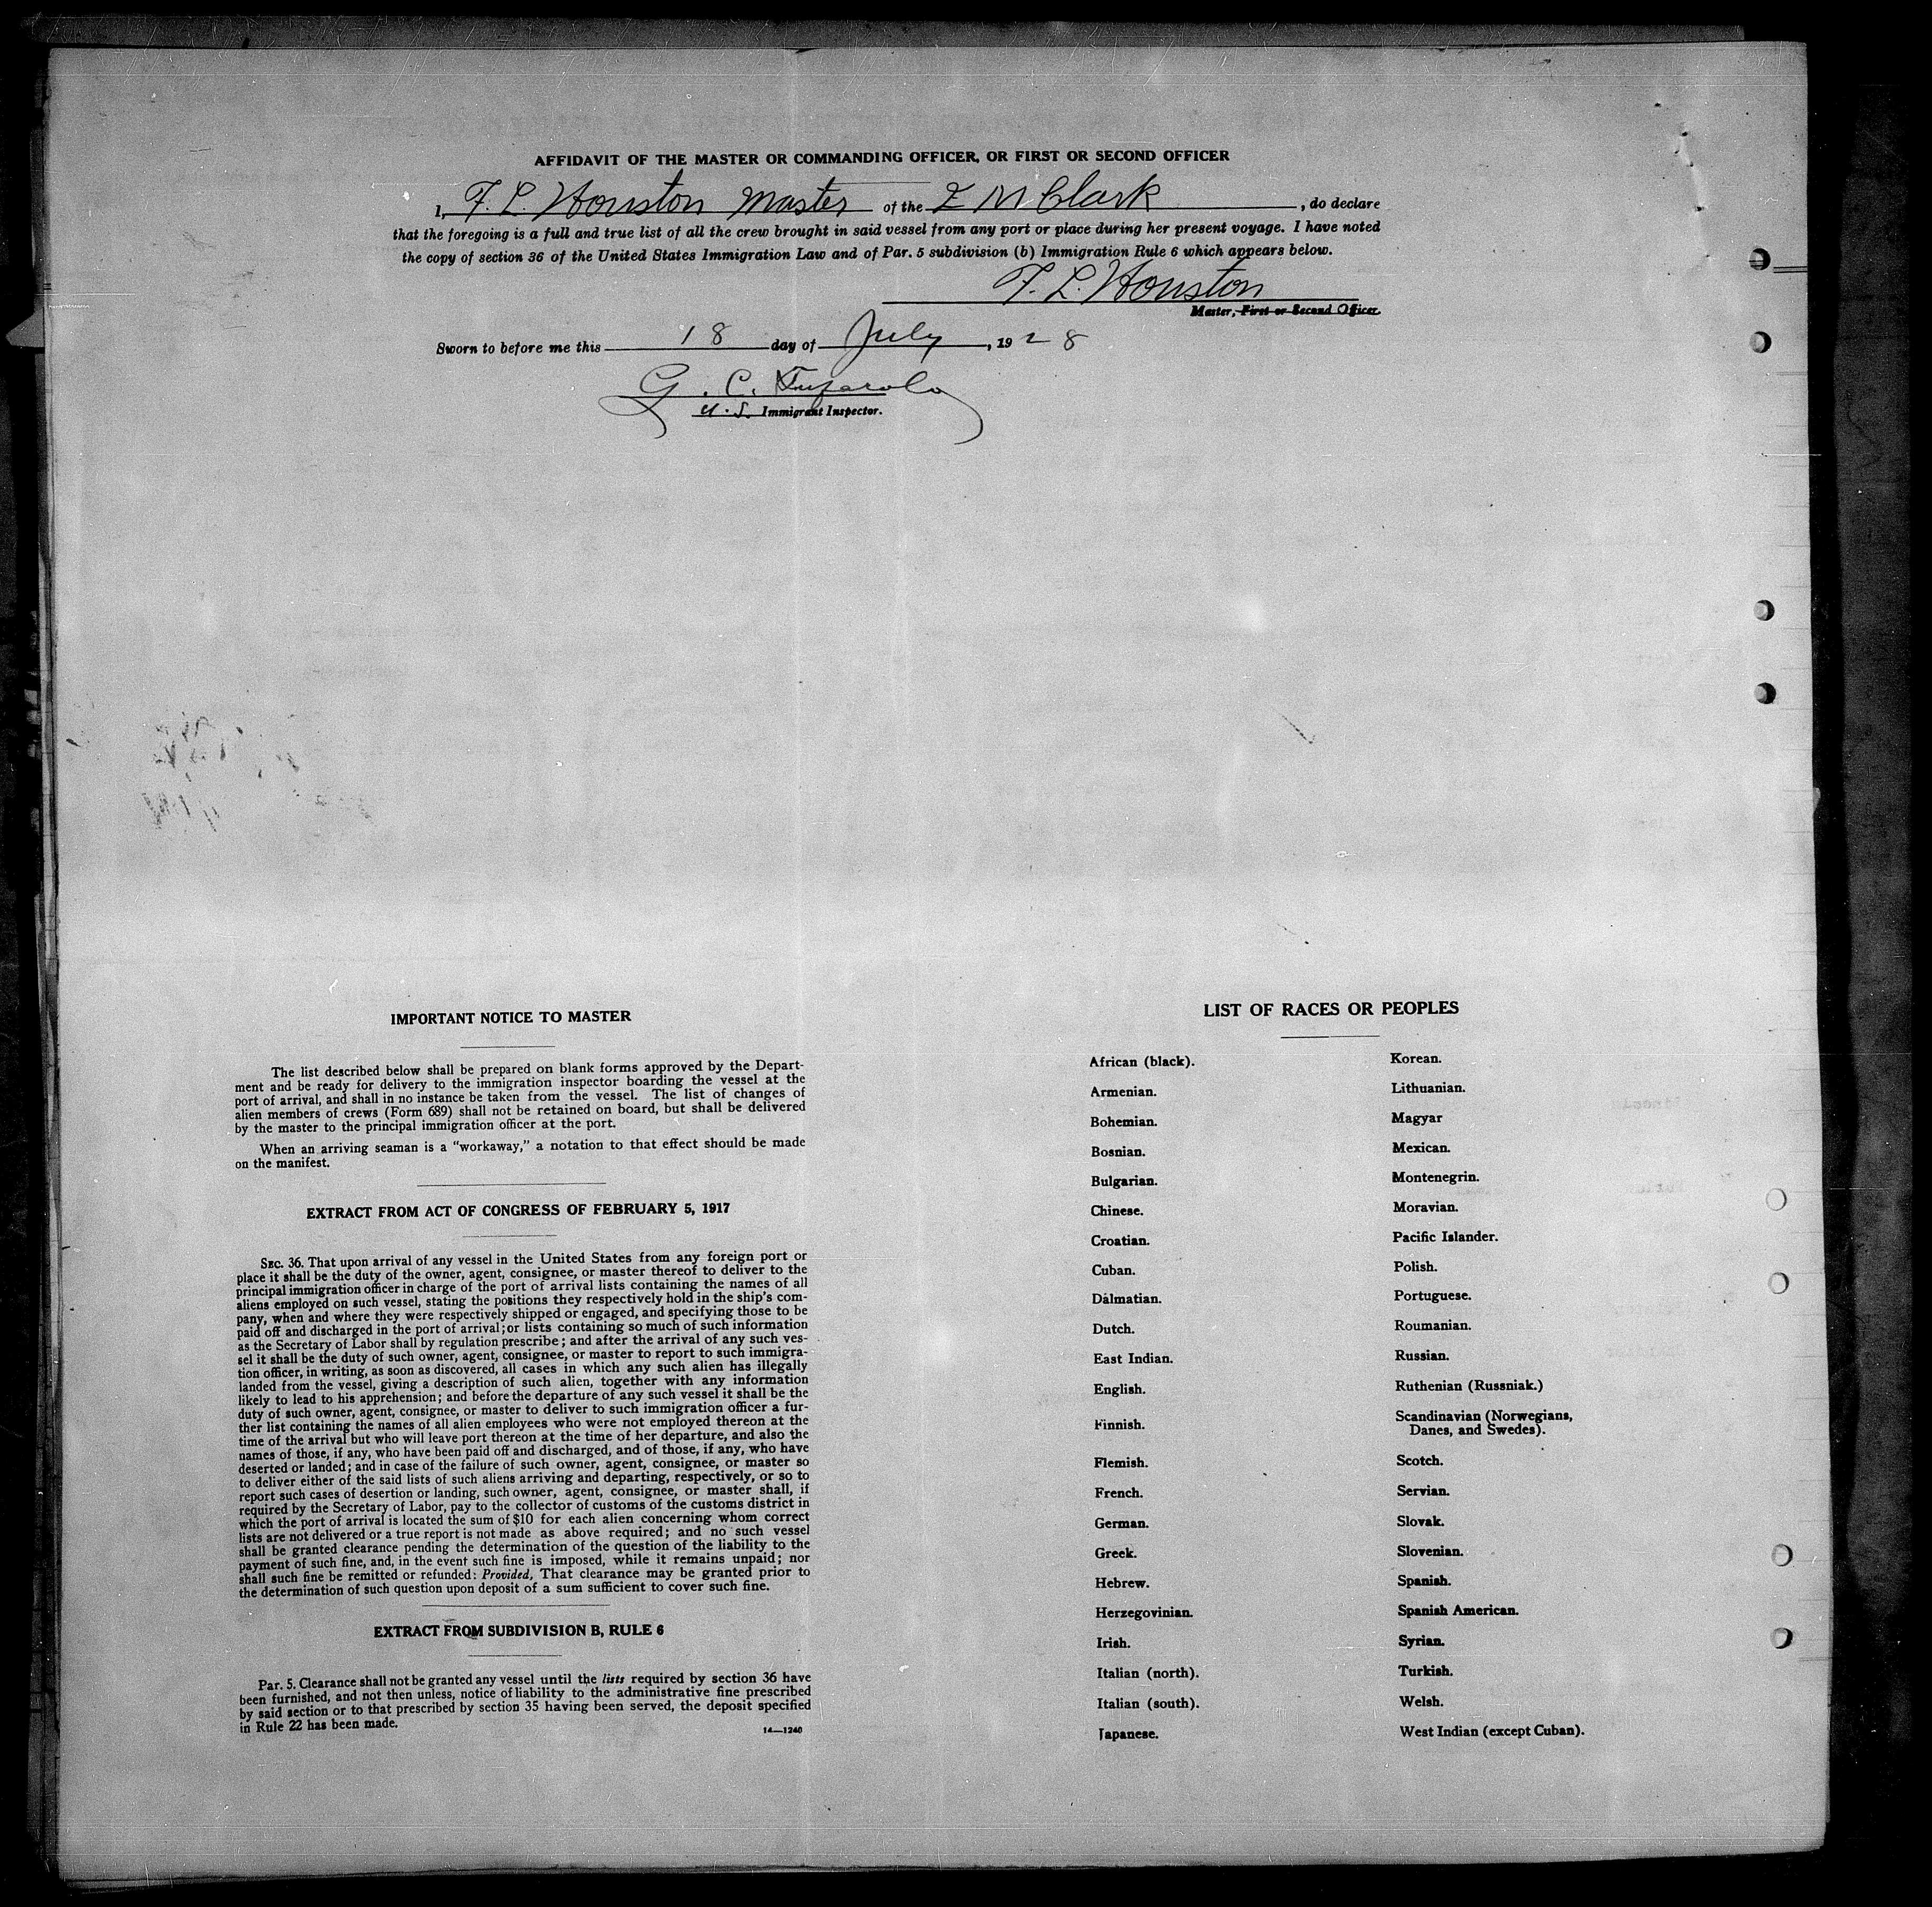 AFFIDAVIT OF THE MASTER OR COMMANDING OFFICER, OR FIRST OR SECOND OFFICER
I, F. L. Houston Master of the E M Clark, do declare
that the foregoing is a full and true list of all the crew brought in said vessel from any port or place during her present voyage. I have noted
the copy of section 36 of the United States Immigration Law and of Par. 5 subdivision (b) Immigration Rule 6 which appears below.
F. L. Houston
Master, First or Second Officer.
Sworn to before me this 18 day of July, 1928
G. C.
U. S. Immigrant Inspector.
IMPORTANT NOTICE TO MASTER
The list described below shall be prepared on blank forms approved by the Depart-
ment and be ready for delivery to the immigration inspector boarding the vessel at the
port of arrival, and shall in no instance be taken from the vessel. The list of changes of
alien members of crews (Form 689) shall not be retained on board, but shall be delivered
by the master to the principal immigration officer at the port.
When an arriving seaman is a "workaway," a notation to that effect should be made
on the manifest.
EXTRACT FROM ACT OF CONGRESS OF FEBRUARY 5, 1917
SEC. 36. That upon arrival of any vessel in the United States from any foreign port or
place it shall be the duty of the owner, agent, consignee, or master thereof to deliver to the
principal immigration officer in charge of the port of arrival lists containing the names of all
aliens employed on such vessel, stating the positions they respectively hold in the ship's com-
pany, when and where they were respectively shipped or engaged, and specifying those to be
paid off and discharged in the port of arrival; or lists containing so much of such information
as the Secretary of Labor shall by regulation prescribe; and after the arrival of any such ves-
sel it shall be the duty of such owner, agent, consignee, or master to report to such immigra-
tion officer, in writing, as soon as discovered, all cases in which any such alien has illegally
landed from the vessel, giving a description of such alien, together with any information
likely to lead to his apprehension; and before the departure of any such vessel it shall be the
duty of such owner, agent, consignee, or master to deliver to such immigration officer a fur-
ther list containing the names of all alien employees who were not employed thereon at the
time of the arrival but who will leave port thereon at the time of her departure, and also the
names of those, if any, who have been paid off and discharged, and of those, if any, who have
deserted or landed; and in case of the failure of such owner, agent, consignee, or master so
to deliver either of the said lists of such aliens arriving and departing, respectively, or so to
report such cases of desertion or landing, such owner, agent, consignee, or master shall, if
required by the Secretary of Labor, pay to the collector of customs of the customs district in
which the port of arrival is located the sum of $10 for each alien concerning whom correct
lists are not delivered or a true report is not made as above required; and no such vessel
shall be granted clearance pending the determination of the question of the liability to the
payment of such fine, and, in the event such fine is imposed, while it remains unpaid; nor
shall such fine be remitted or refunded: Provided, That clearance may be granted prior to
the determination of such question upon deposit of a sum sufficient to cover such fine.
EXTRACT FROM SUBDIVISION B, RULE 6
Par. 5. Clearance shall not be granted any vessel until the lists required by section 36 have
been furnished, and not then unless, notice of liability to the administrative fine prescribed
by said section or to that prescribed by section 35 having been served, the deposit specified
in Rule 22 has been made.
14—1240
LIST OF RACES OR PEOPLES
African (black).
Armenian.
Bohemian.
Bosnian.
Bulgarian.
Chinese.
Croatian.
Cuban.
Dalmatian.
Dutch.
East Indian.
English.
Finnish.
Flemish.
French.
German.
Greek.
Hebrew.
Herzegovinian.
Irish.
Italian (north).
Italian (south).
Japanese.
Korean.
Lithuanian.
Magyar
Mexican.
Montenegrin.
Moravian.
Pacific Islander.
Polish.
Portuguese.
Roumanian.
Russian.
Ruthenian (Russniak.)
Scandinavian (Norwegians,
Danes, and Swedes).
Scotch.
Servian.
Slovak.
Slovenian.
Spanish.
Spanish American.
Syrian.
Turkish.
Welsh.
West Indian (except Cuban).